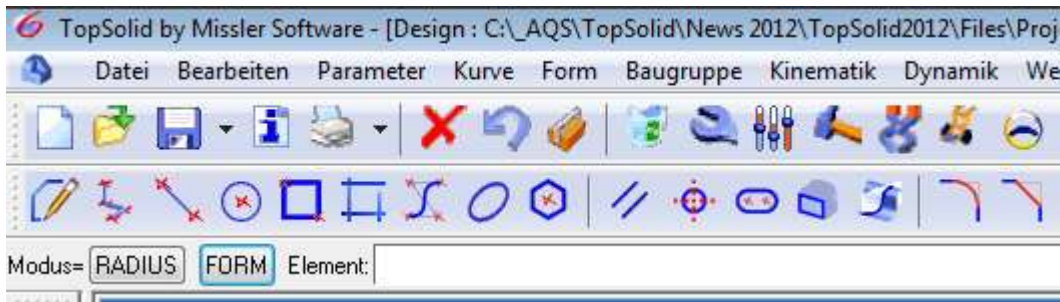 TopSolid by Missler Software - [Design : C:\_AQS\TopSolid\News 2012\TopSolid2012\Files\Proj
Datei Bearbeiten Parameter Kurve Form Baugruppe Kinematik Dynamik We
Modus= RADIUS FORM Element: